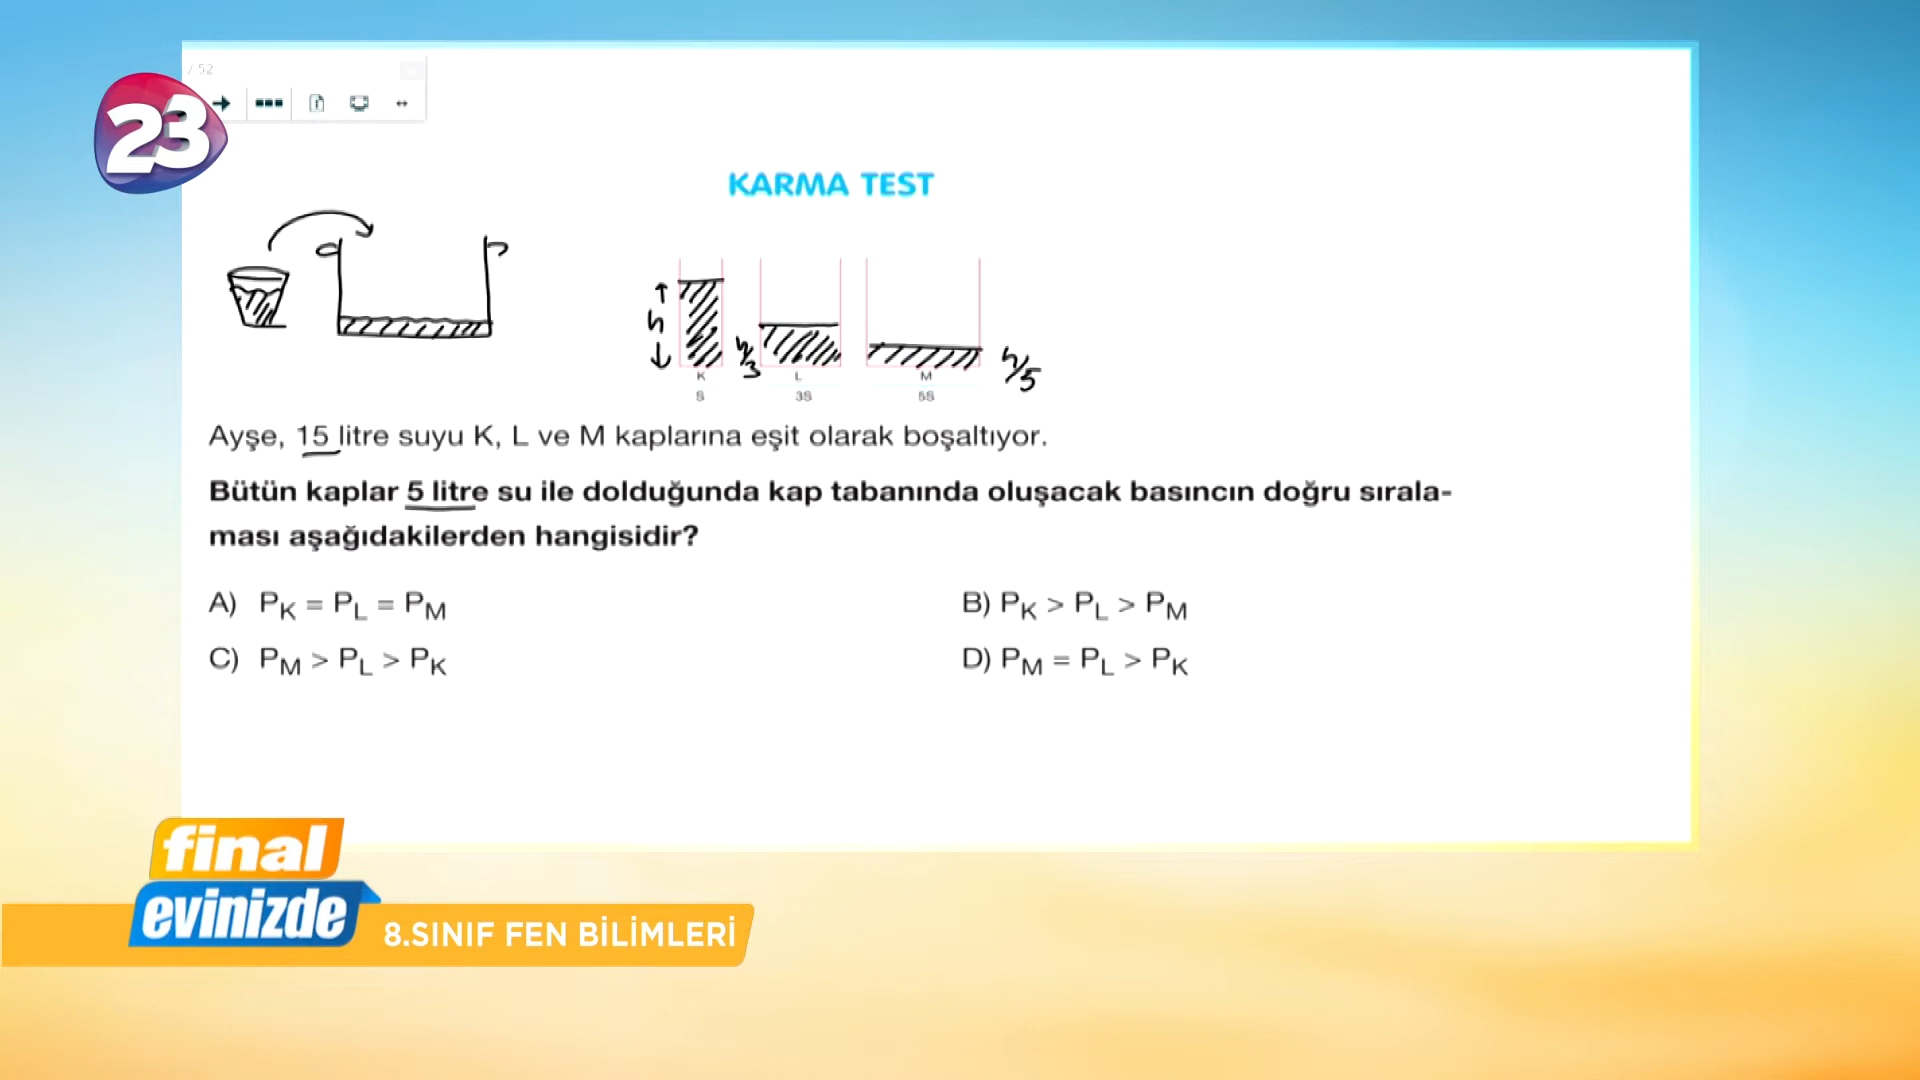 / 52
23
KARMA TEST
h
h/3
h/5
K L M
S 3S 5S
Ayşe, 15 litre suyu K, L ve M kaplarına eşit olarak boşaltıyor.
Bütün kaplar 5 litre su ile dolduğunda kap tabanında oluşacak basıncın doğru sırala-
ması aşağıdakilerden hangisidir?
A) PK = PL = PM
B) PK > PL > PM
C) PM > PL > PK
D) PM = PL > PK
final
evinizde
8.SINIF FEN BİLİMLERİ